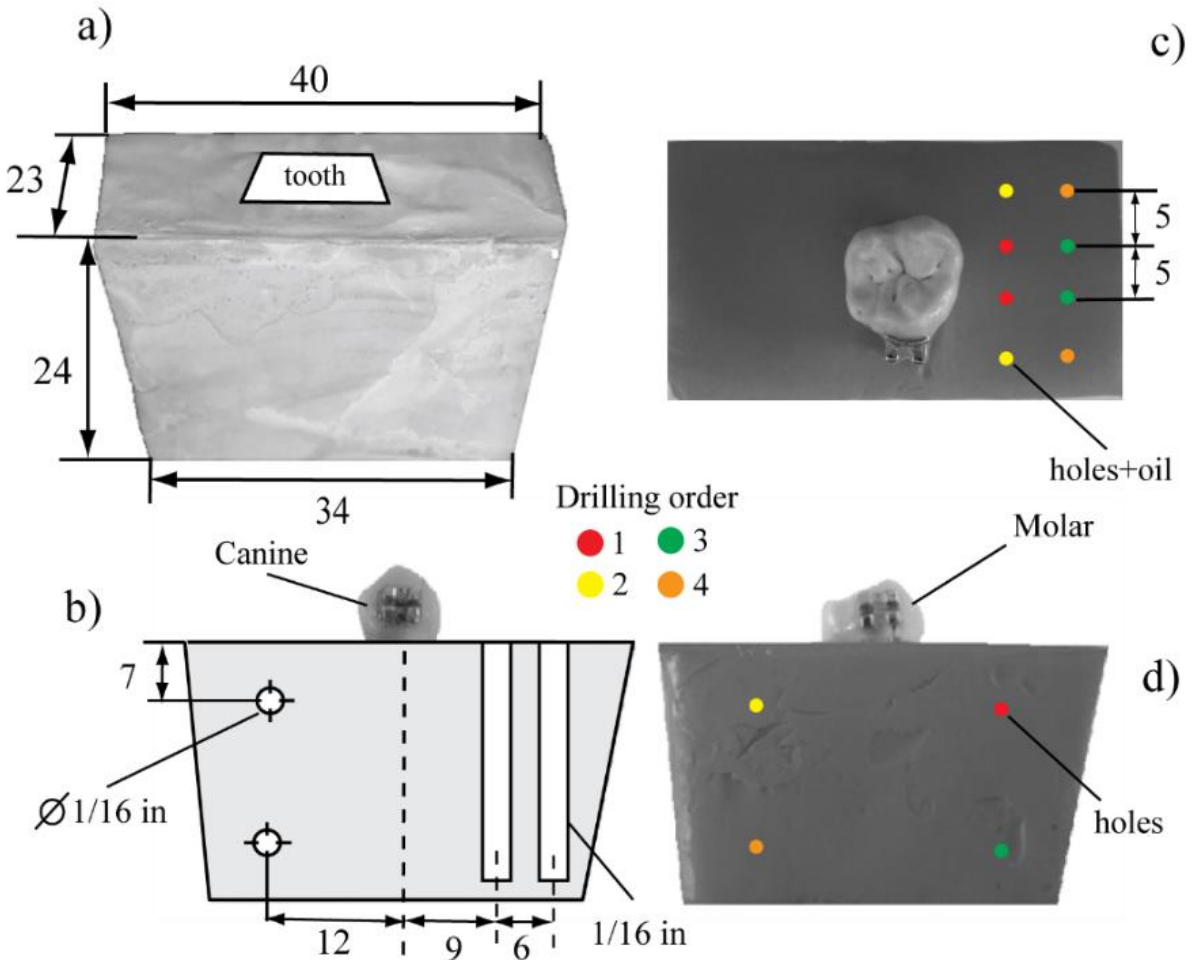 a)
40
23
tooth
24
34
c)
5
5
holes+oil
Drilling order
1
3
2
4
b)
Canine
7
Ø 1/16 in
12
9
6
1/16 in
Molar
d)
holes